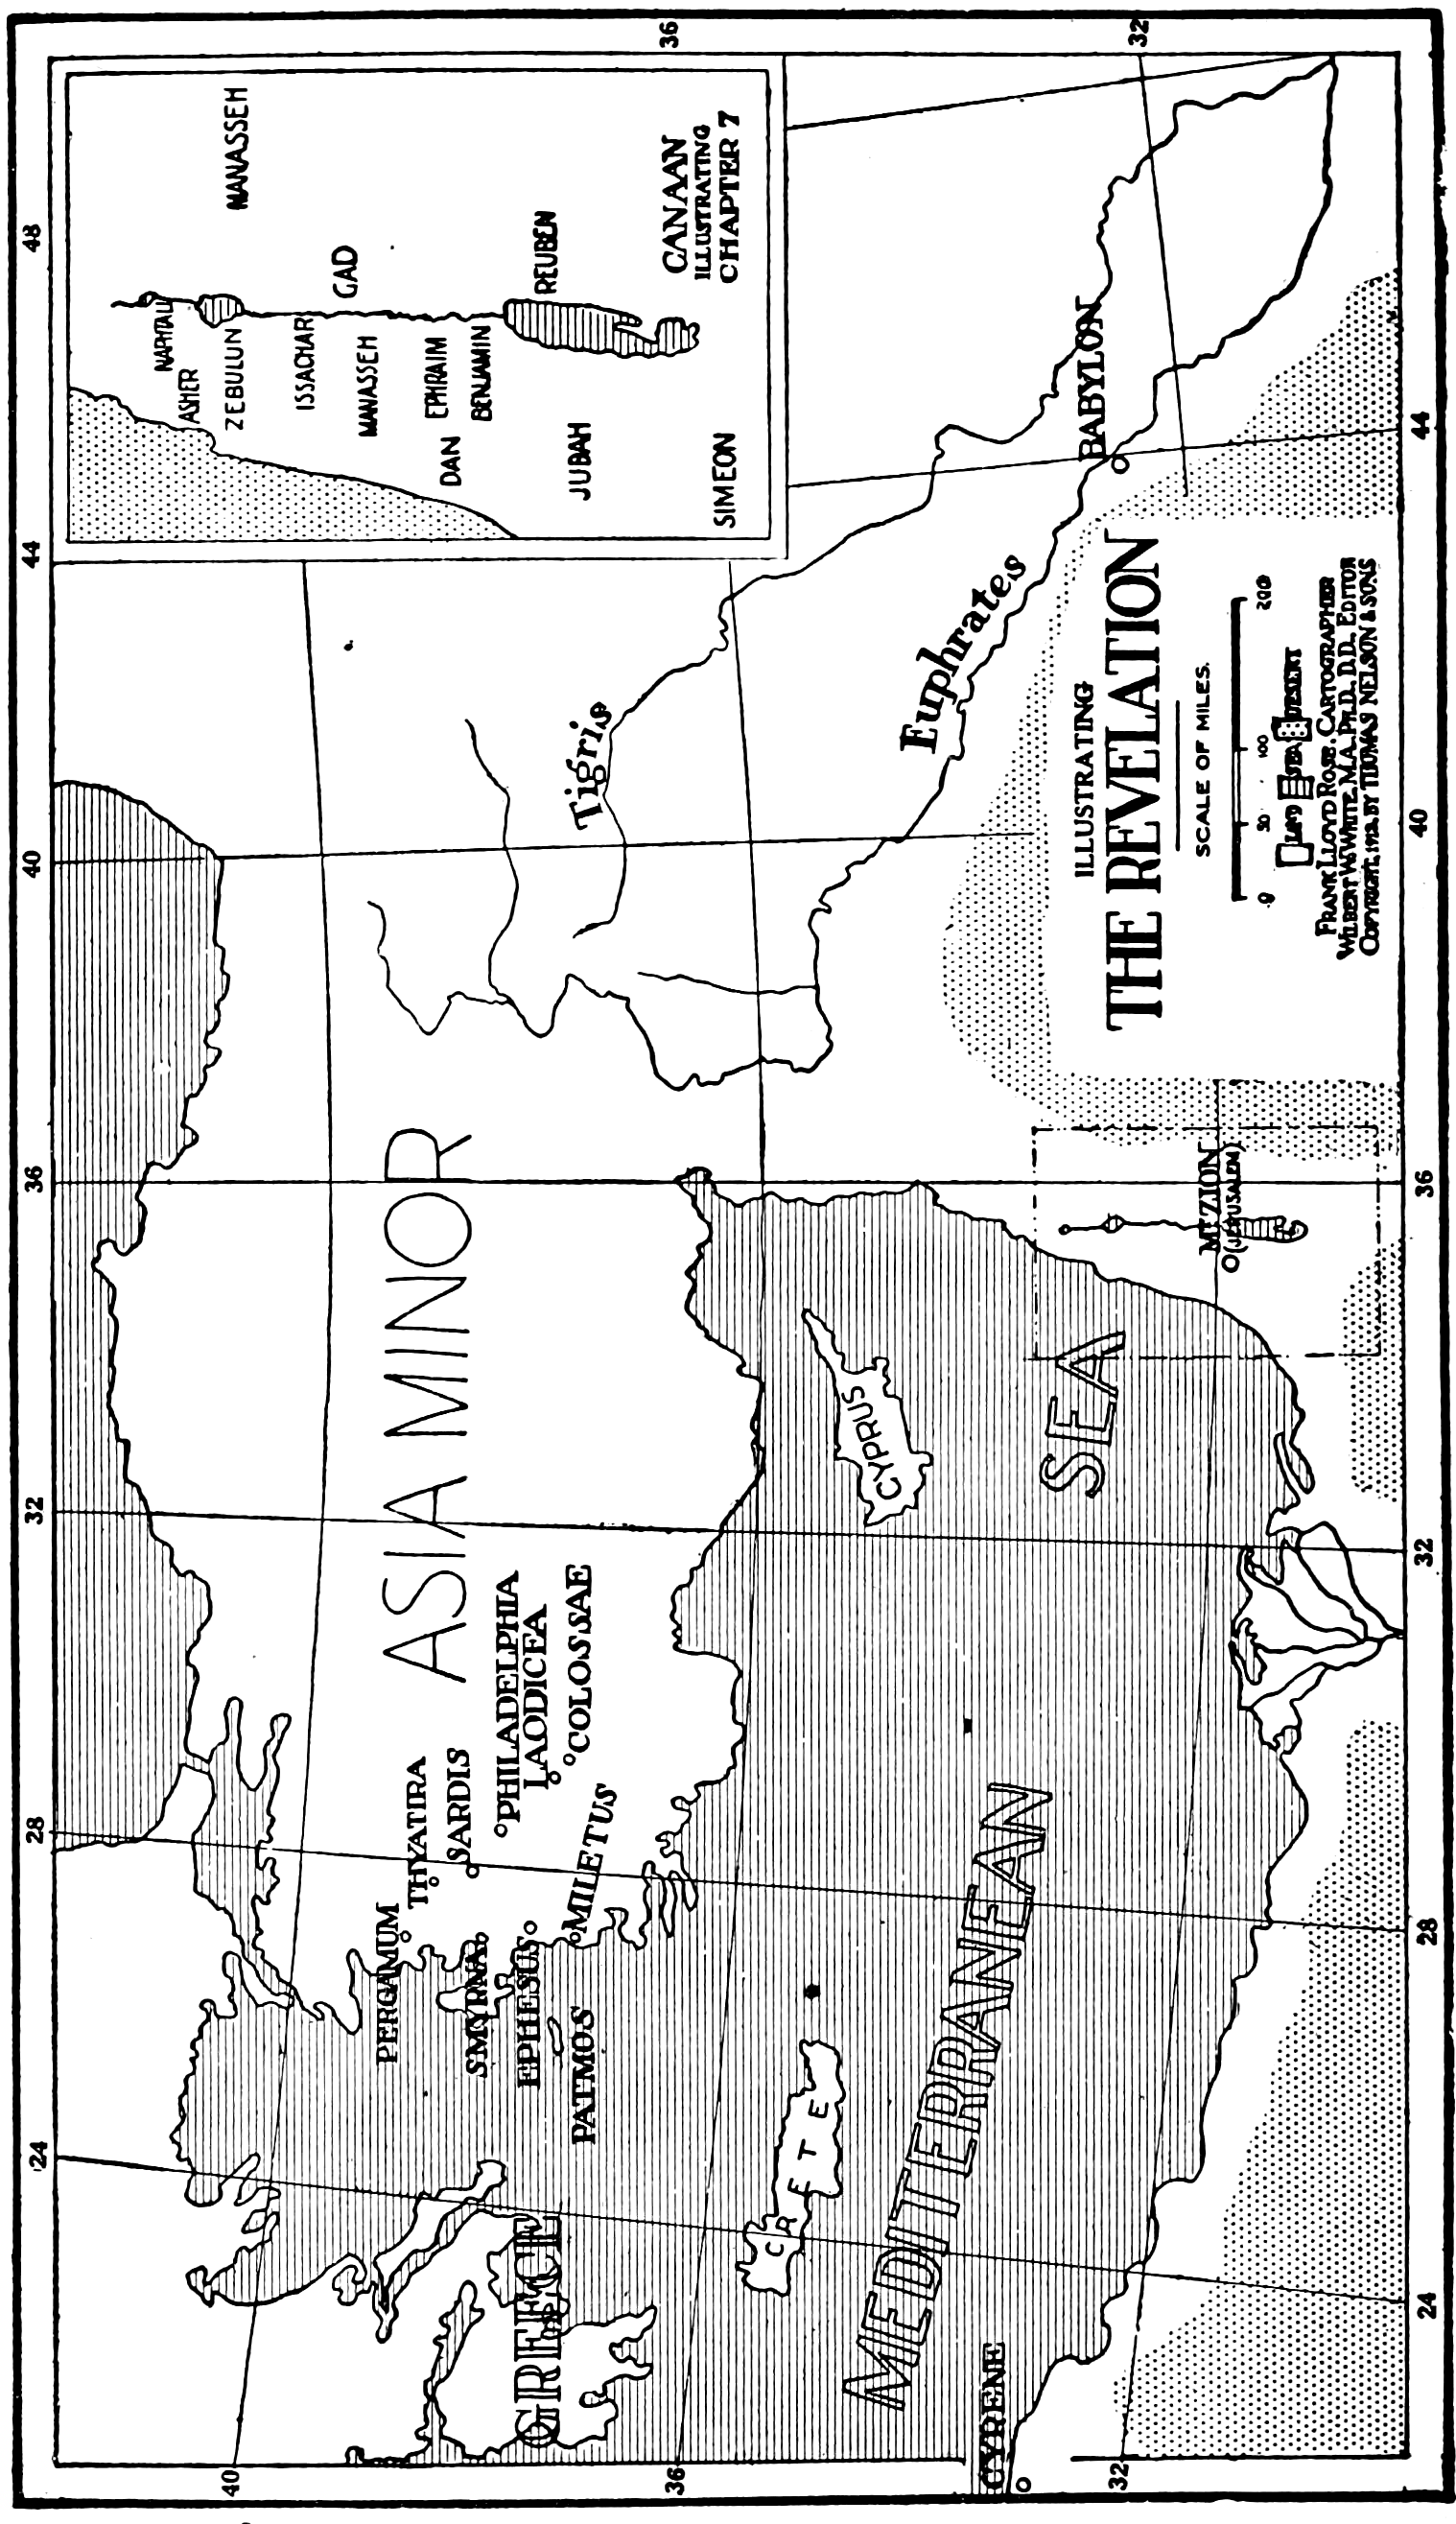 24
28
32
36
40
44
48
40
36
32
36
32
24
28
32
36
40
44
ASIA MINOR
PERGAMUM
THYATIRA
SARDIS
SMYRNA
PHILADELPHIA
LAODICEA
COLOSSAE
EPHESUS
MILETUS
PATMOS
GREECE
CRETE
CYPRUS
MEDITERRANEAN
SEA
CYRENE
Tigris
Euphrates
BABYLON
MT ZION
(JERUSALEM)
MANASSEH
NAPHTALI
ASHER
ZEBULUN
ISSACHAR
GAD
MANASSEH
EPHRAIM
DAN
BENJAMIN
REUBEN
JUBAH
SIMEON
CANAAN
ILLUSTRATING
CHAPTER 7
ILLUSTRATING
THE REVELATION
SCALE OF MILES.
0 50 100 200
LAND SEA DESERT
FRANK LLOYD ROSE. CARTOGRAPHER
WILBERT W. WHITE, M.A., PH.D., D.D., EDITOR
COPYRIGHT, BY THOMAS NELSON & SONS